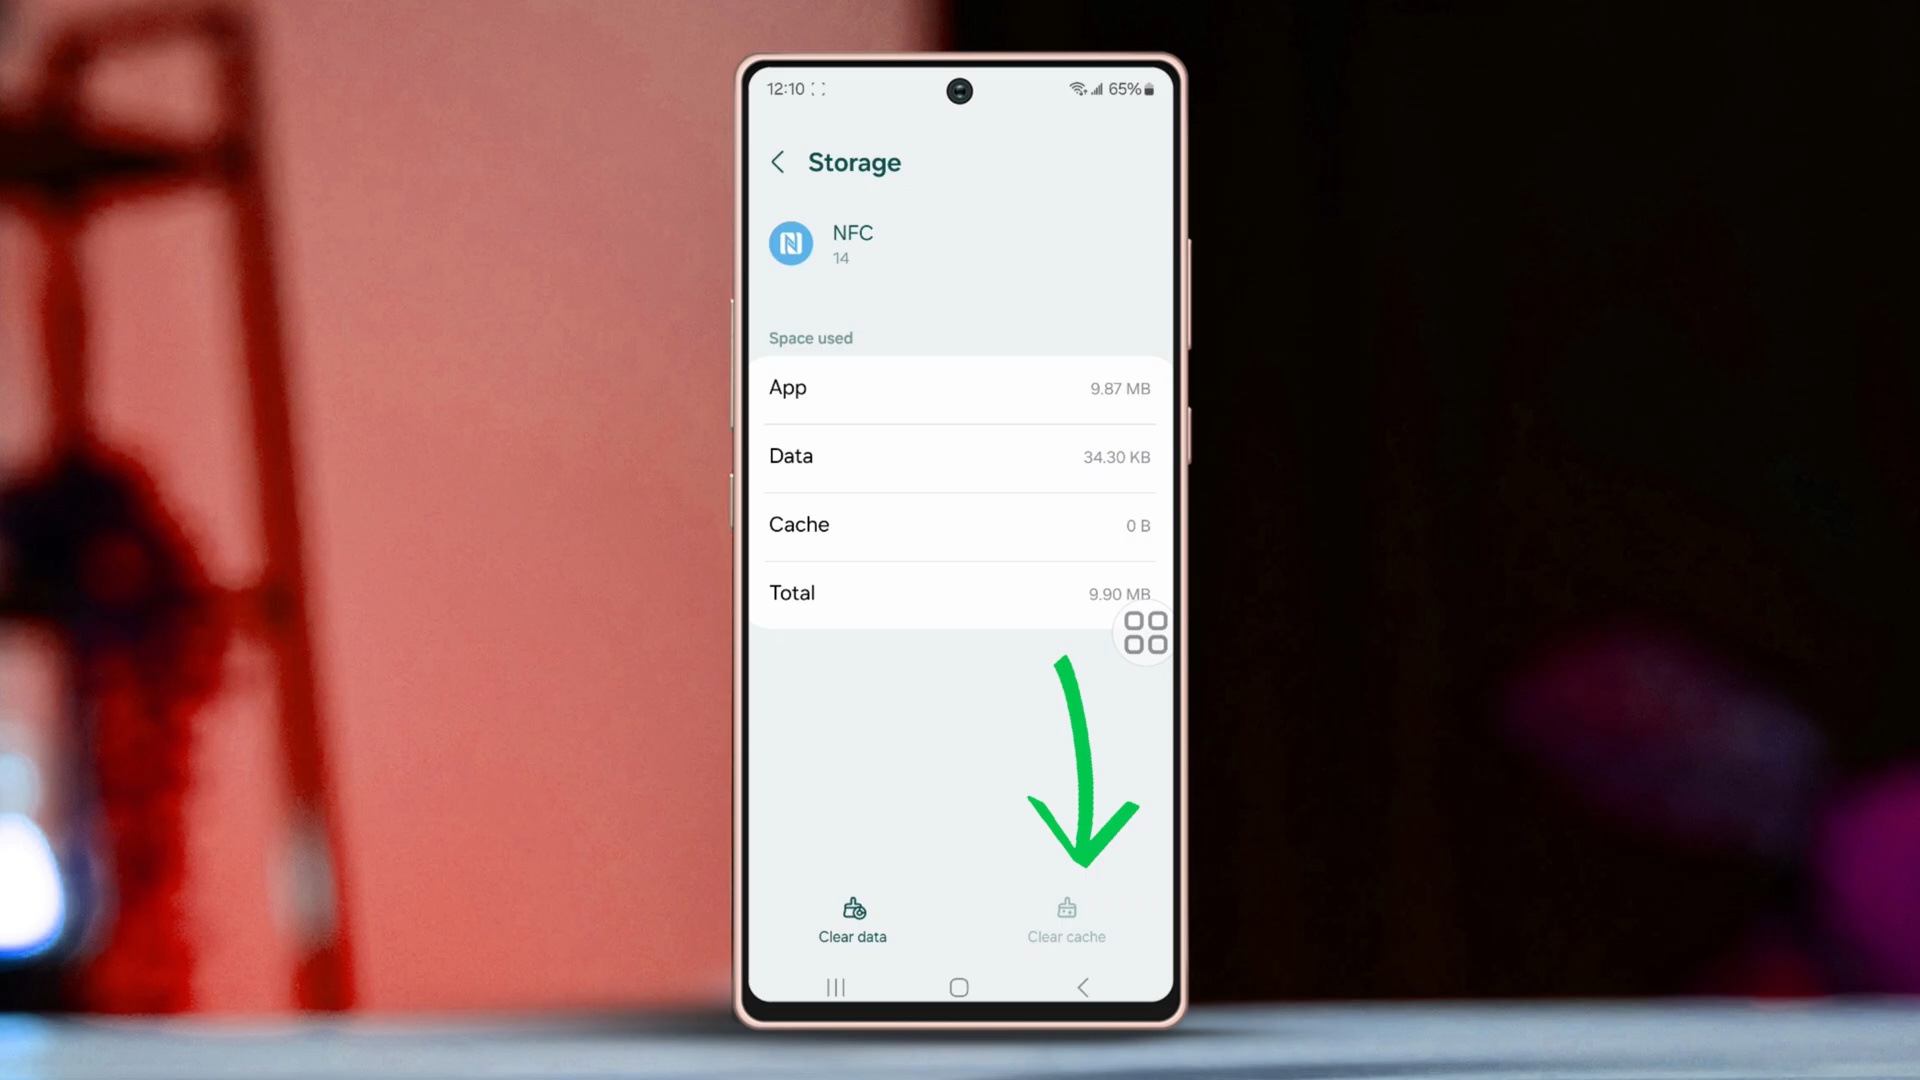 12:10
65%
Storage
NFC
14
Space used
App 9.87 MB
Data 34.30 KB
Cache 0 B
Total 9.90 MB
Clear data Clear cache